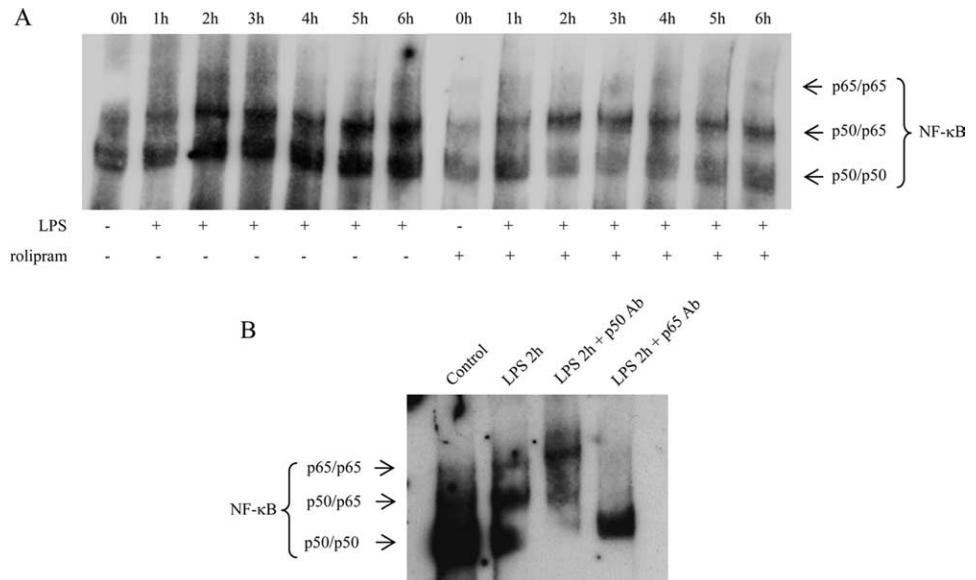 A
0h 1h 2h 3h 4h 5h 6h 0h 1h 2h 3h 4h 5h 6h
p65/p65
p50/p65
NF-κB
p50/p50
LPS - + + + + + + - + + + + + +
rolipram - - - - - - - + + + + + + +
B
Control
LPS 2h
LPS 2h + p50 Ab
LPS 2h + p65 Ab
p65/p65
p50/p65
NF-κB
p50/p50